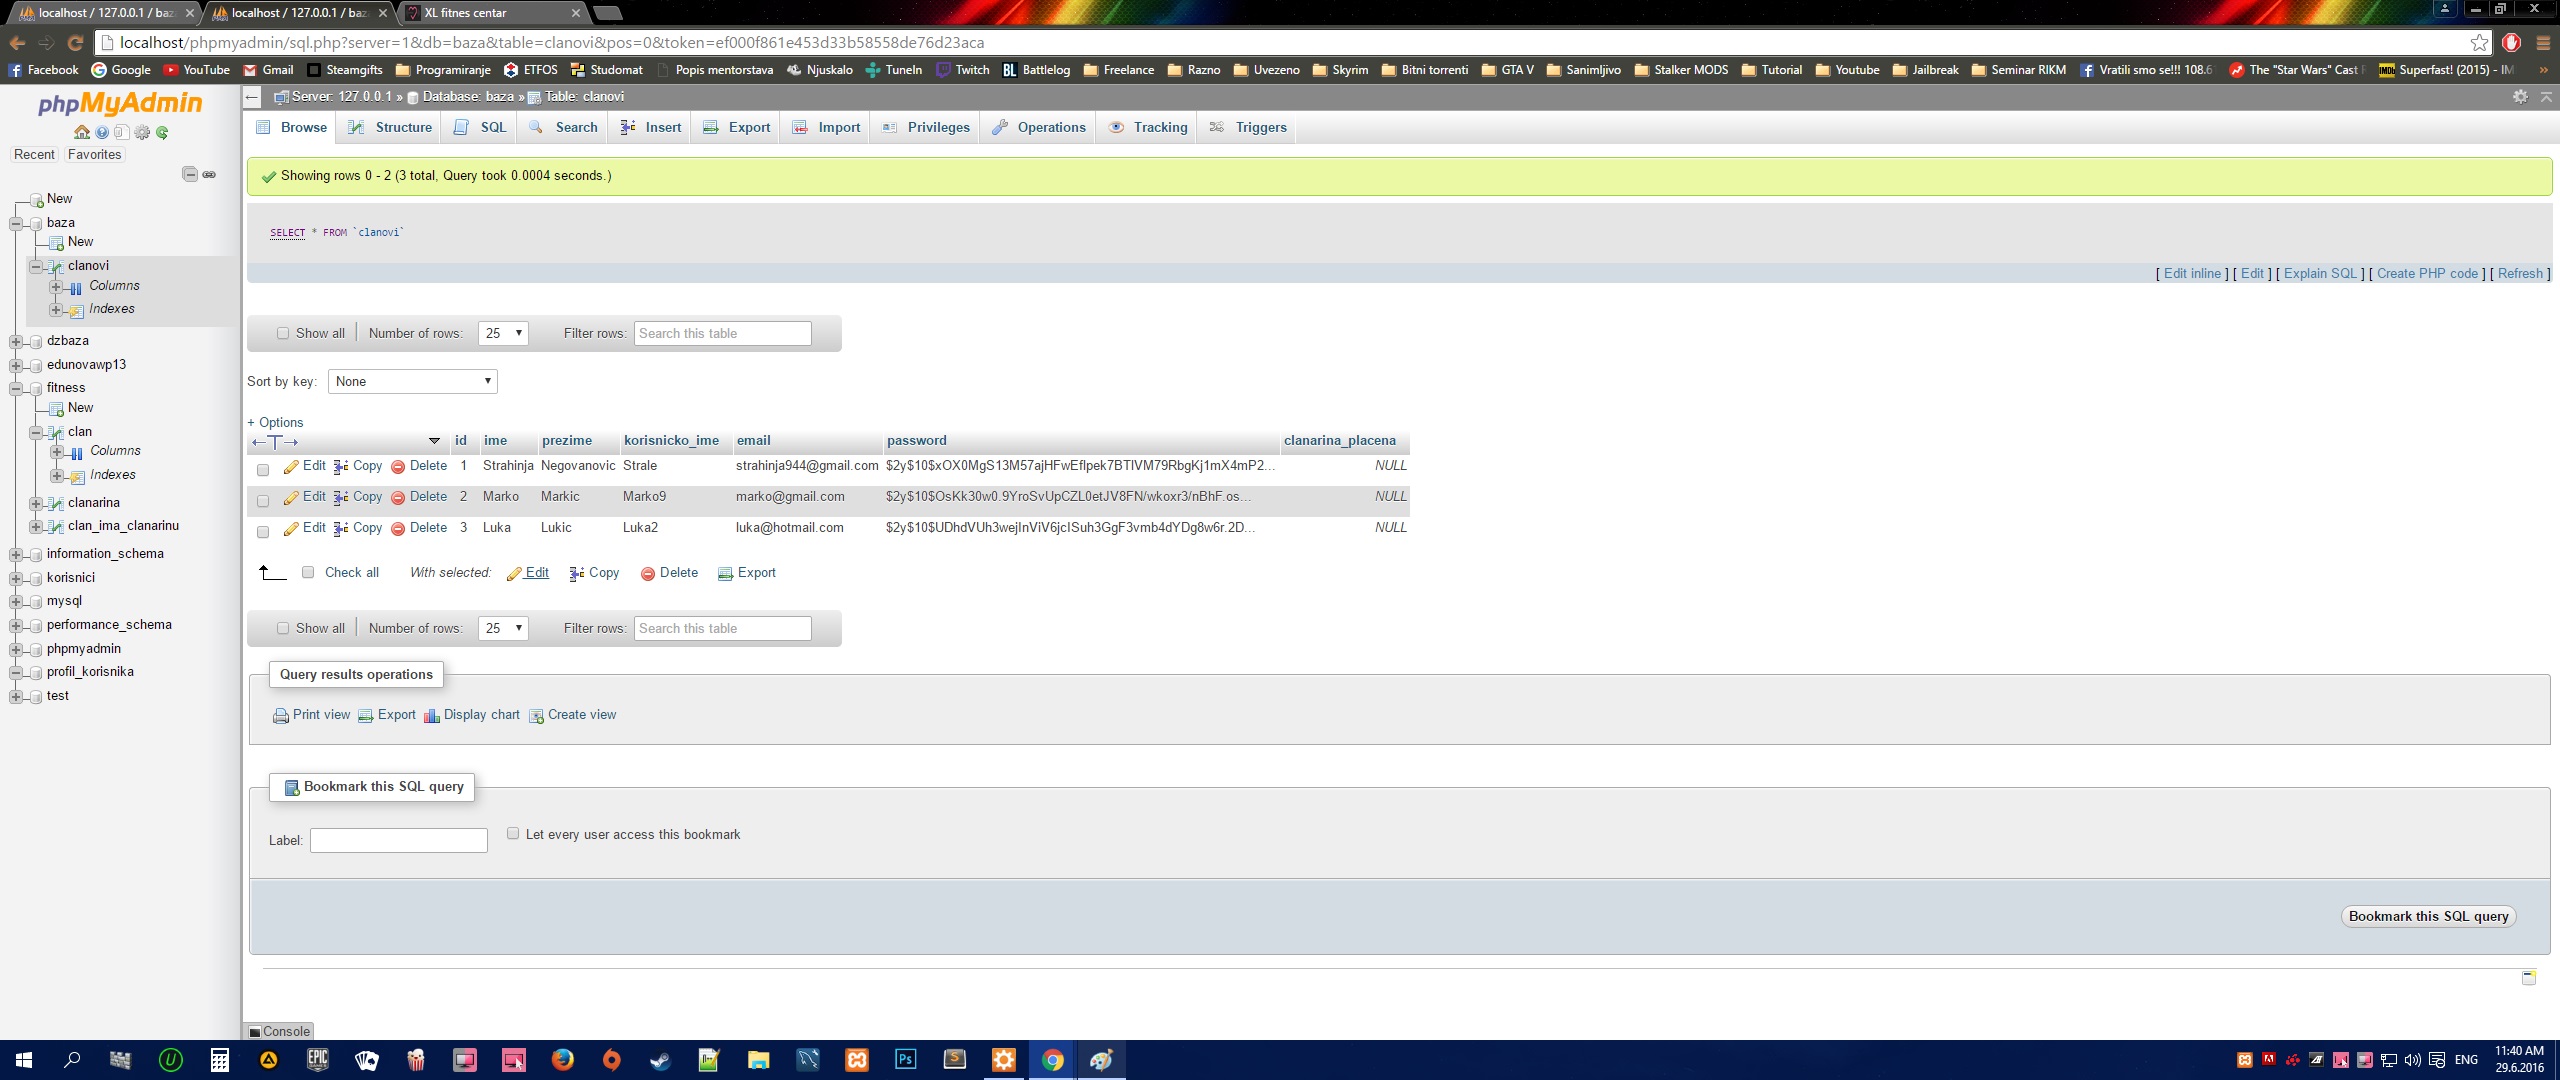 localhost / 127.0.0.1 / baz
localhost / 127.0.0.1 / baz
XL fitnes centar
localhost/phpmyadmin/sql.php?server=1&db=baza&table=clanovi&pos=0&token=ef000f861e453d33b58558de76d23aca
Facebook Google YouTube Gmail Steamgifts Programiranje ETFOS Studomat Popis mentorstava Njuskalo TuneIn Twitch Battlelog Freelance Razno Uvezeno Skyrim Bitni torrenti GTA V Sanimljivo Stalker MODS Tutorial Youtube Jailbreak Seminar RIKM Vratili smo se!!! 108.6 The "Star Wars" Cast Superfast! (2015) - IM
phpMyAdmin
Recent Favorites
New
baza
New
clanovi
Columns
Indexes
dzbaza
edunovawp13
fitness
New
clan
Columns
Indexes
clanarina
clan_ima_clanarinu
information_schema
korisnici
mysql
performance_schema
phpmyadmin
profil_korisnika
test
Server: 127.0.0.1 » Database: baza » Table: clanovi
Browse Structure SQL Search Insert Export Import Privileges Operations Tracking Triggers
Showing rows 0 - 2 (3 total, Query took 0.0004 seconds.)
SELECT * FROM `clanovi`
[ Edit inline ] [ Edit ] [ Explain SQL ] [ Create PHP code ] [ Refresh ]
Show all Number of rows: 25 Filter rows: Search this table
Sort by key: None
+ Options
id ime prezime korisnicko_ime email password clanarina_placena
Edit Copy Delete 1 Strahinja Negovanovic Strale strahinja944@gmail.com $2y$10$xOX0MgS13M57ajHFwEflpek7BTlVM79RbgKj1mX4mP2... NULL
Edit Copy Delete 2 Marko Markic Marko9 marko@gmail.com $2y$10$OsKk30w0.9YroSvUpCZL0etJV8FN/wkoxr3/nBhF.os... NULL
Edit Copy Delete 3 Luka Lukic Luka2 luka@hotmail.com $2y$10$UDhdVUh3wejInViV6jcISuh3GgF3vmb4dYDg8w6r.2D... NULL
Check all With selected: Edit Copy Delete Export
Show all Number of rows: 25 Filter rows: Search this table
Query results operations
Print view Export Display chart Create view
Bookmark this SQL query
Label: Let every user access this bookmark
Bookmark this SQL query
Console
ENG
11:40 AM
29.6.2016